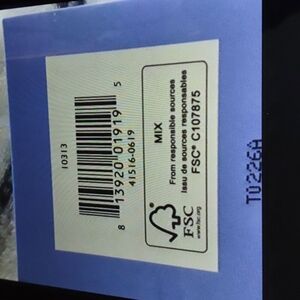 10313
8 13920 01919 5
41516-0619
MIX
From responsible sources
Issu de sources responsables
FSC® C107875
FSC
www.fsc.org
T0226A